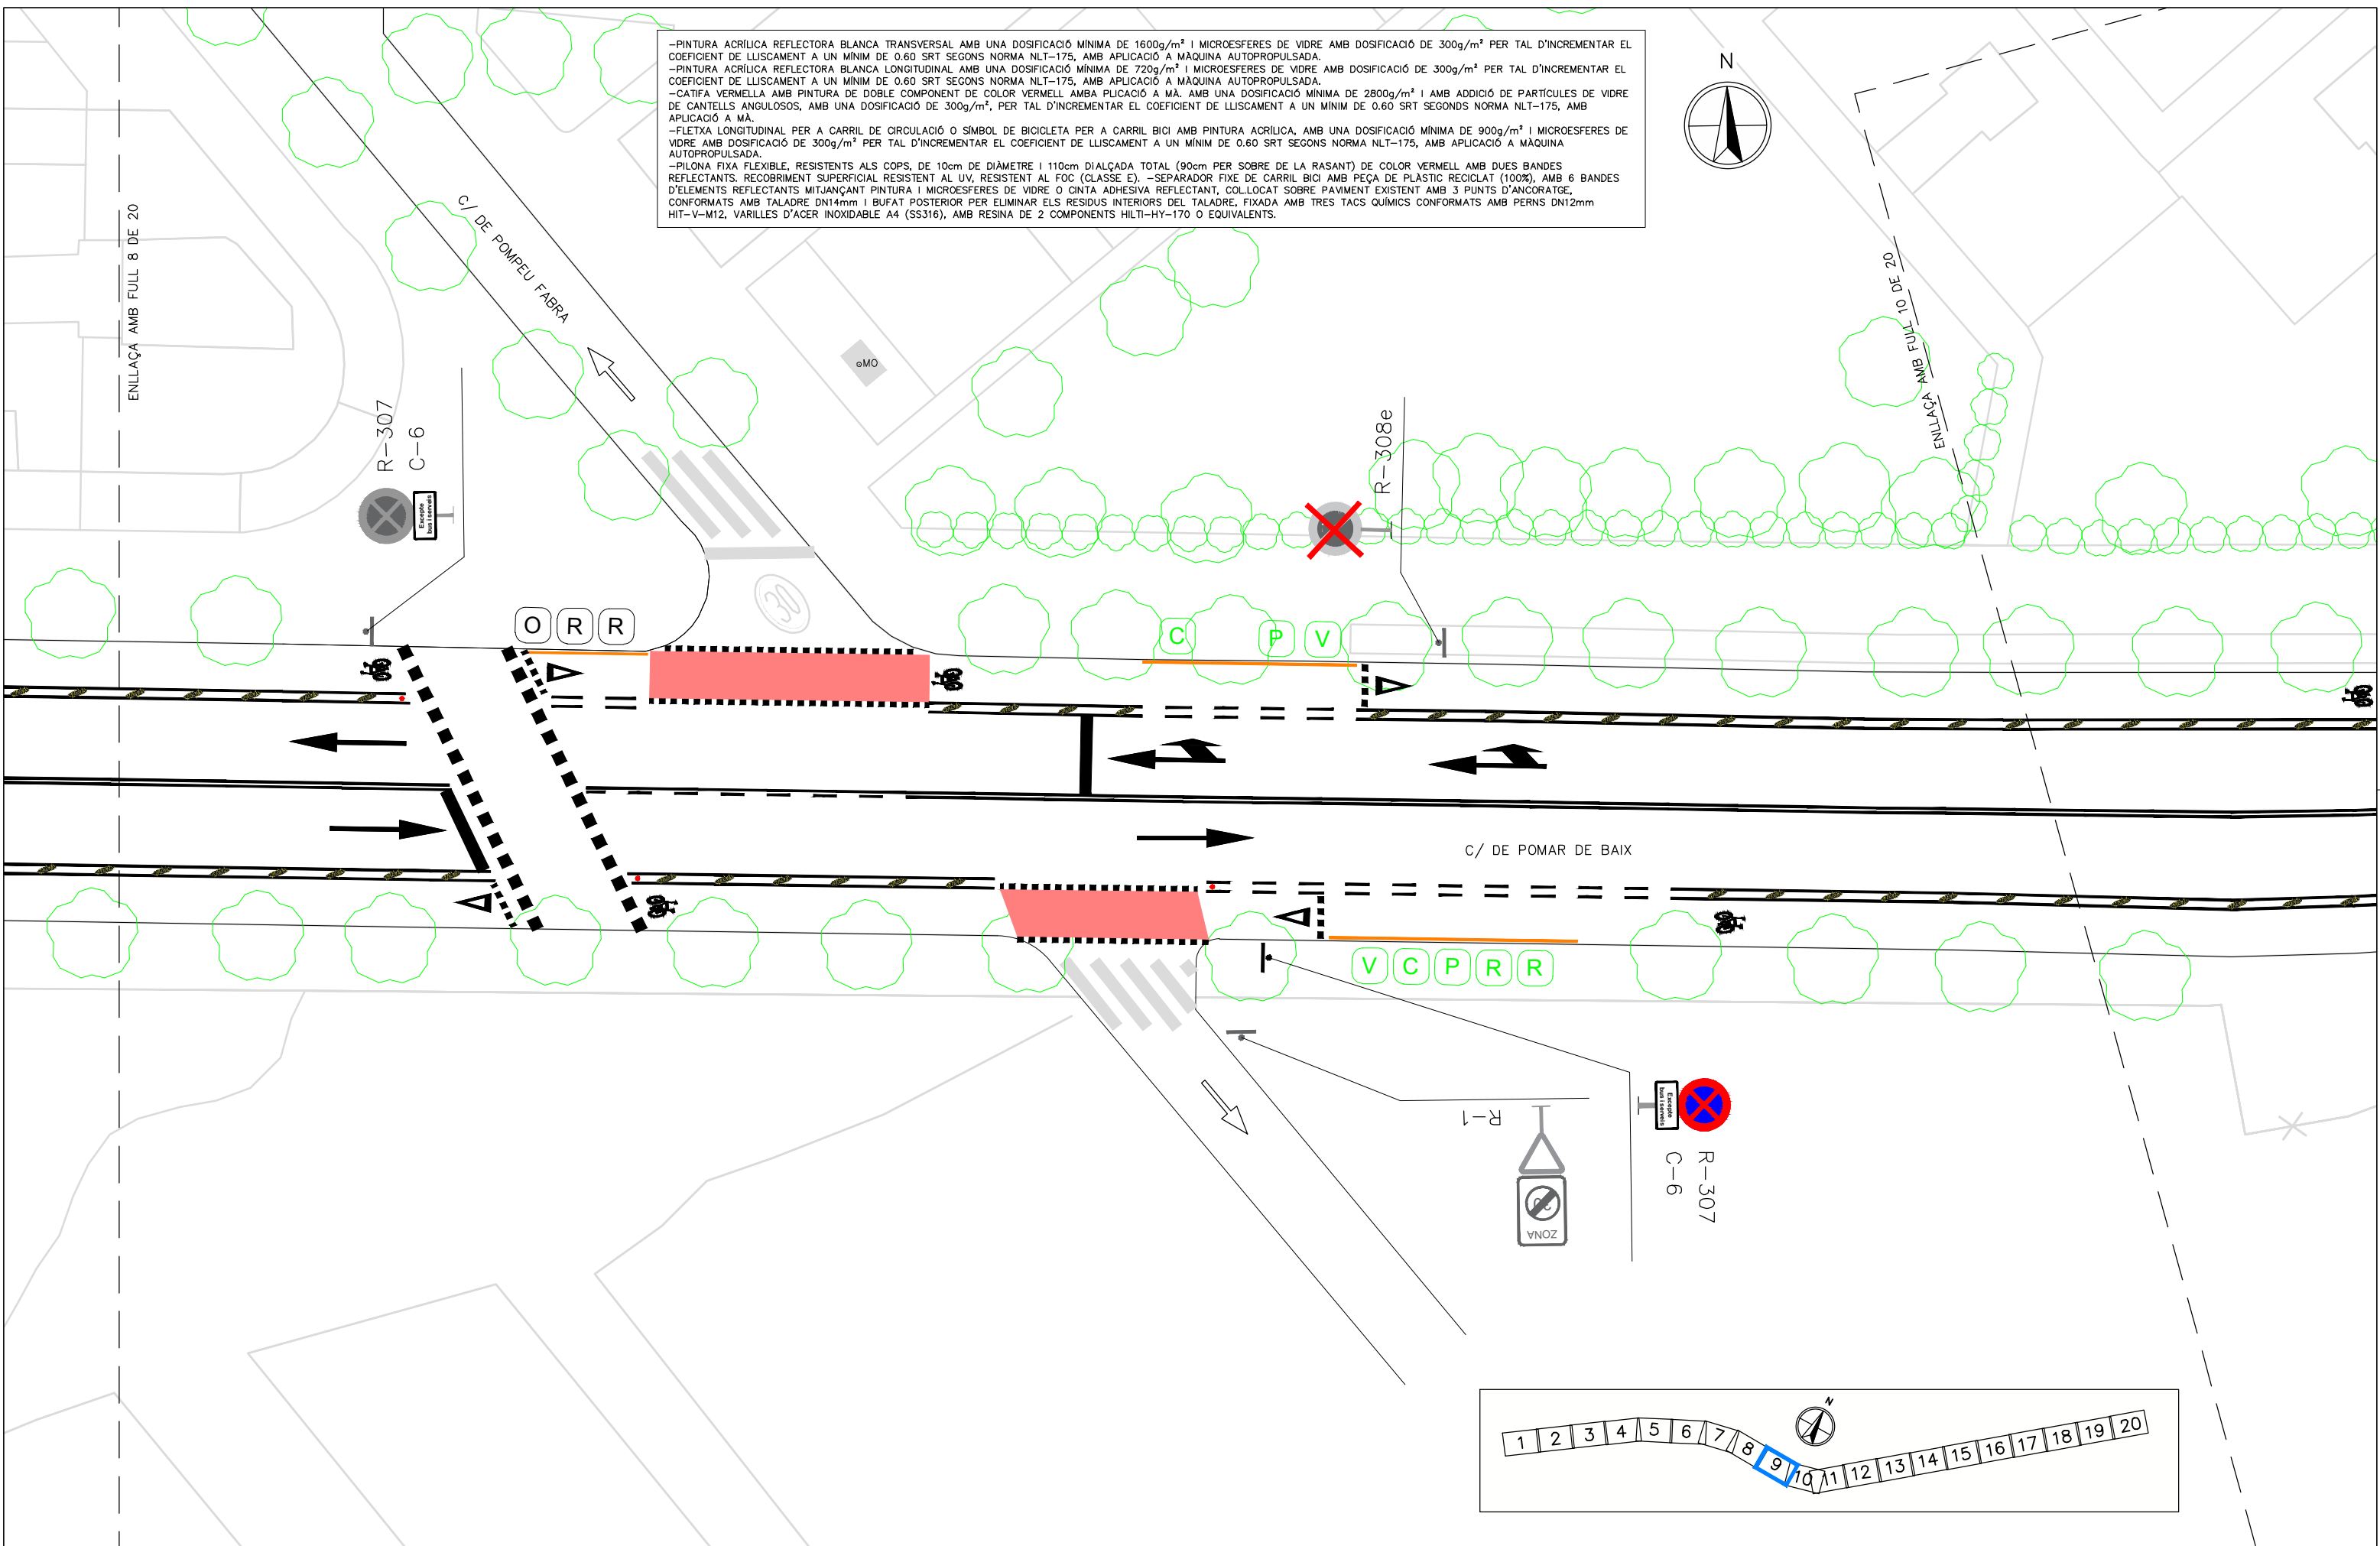 -PINTURA ACRÍLICA REFLECTORA BLANCA TRANSVERSAL AMB UNA DOSIFICACIÓ MÍNIMA DE 1600g/m² I MICROESFERES DE VIDRE AMB DOSIFICACIÓ DE 300g/m² PER TAL D'INCREMENTAR EL
COEFICIENT DE LLISCAMENT A UN MÍNIM DE 0.60 SRT SEGONS NORMA NLT-175, AMB APLICACIÓ A MÀQUINA AUTOPROPULSADA.
-PINTURA ACRÍLICA REFLECTORA BLANCA LONGITUDINAL AMB UNA DOSIFICACIÓ MÍNIMA DE 720g/m² I MICROESFERES DE VIDRE AMB DOSIFICACIÓ DE 300g/m² PER TAL D'INCREMENTAR EL
COEFICIENT DE LLISCAMENT A UN MÍNIM DE 0.60 SRT SEGONS NORMA NLT-175, AMB APLICACIÓ A MÀQUINA AUTOPROPULSADA.
-CATIFA VERMELLA AMB PINTURA DE DOBLE COMPONENT DE COLOR VERMELL AMBA PLICACIÓ A MÀ. AMB UNA DOSIFICACIÓ MÍNIMA DE 2800g/m² I AMB ADDICIÓ DE PARTÍCULES DE VIDRE
DE CANTELLS ANGULOSOS, AMB UNA DOSIFICACIÓ DE 300g/m², PER TAL D'INCREMENTAR EL COEFICIENT DE LLISCAMENT A UN MÍNIM DE 0.60 SRT SEGONDS NORMA NLT-175, AMB
APLICACIÓ A MÀ.
-FLETXA LONGITUDINAL PER A CARRIL DE CIRCULACIÓ O SÍMBOL DE BICICLETA PER A CARRIL BICI AMB PINTURA ACRÍLICA, AMB UNA DOSIFICACIÓ MÍNIMA DE 900g/m² I MICROESFERES DE
VIDRE AMB DOSIFICACIÓ DE 300g/m² PER TAL D'INCREMENTAR EL COEFICIENT DE LLISCAMENT A UN MÍNIM DE 0.60 SRT SEGONS NORMA NLT-175, AMB APLICACIÓ A MÀQUINA
AUTOPROPULSADA.
-PILONA FIXA FLEXIBLE, RESISTENTS ALS COPS, DE 10cm DE DIÀMETRE I 110cm DiALÇADA TOTAL (90cm PER SOBRE DE LA RASANT) DE COLOR VERMELL AMB DUES BANDES
REFLECTANTS. RECOBRIMENT SUPERFICIAL RESISTENT AL UV, RESISTENT AL FOC (CLASSE E). -SEPARADOR FIXE DE CARRIL BICI AMB PEÇA DE PLÀSTIC RECICLAT (100%), AMB 6 BANDES
D'ELEMENTS REFLECTANTS MITJANÇANT PINTURA I MICROESFERES DE VIDRE O CINTA ADHESIVA REFLECTANT, COL.LOCAT SOBRE PAVIMENT EXISTENT AMB 3 PUNTS D'ANCORATGE,
CONFORMATS AMB TALADRE DN14mm I BUFAT POSTERIOR PER ELIMINAR ELS RESIDUS INTERIORS DEL TALADRE, FIXADA AMB TRES TACS QUÍMICS CONFORMATS AMB PERNS DN12mm
HIT-V-M12, VARILLES D'ACER INOXIDABLE A4 (SS316), AMB RESINA DE 2 COMPONENTS HILTI-HY-170 O EQUIVALENTS.
N
ENLLAÇA AMB FULL 8 DE 20
C/ DE POMPEU FABRA
ENLLAÇA AMB FULL 10 DE 20
MO
R-307
C-6
Excepte
bus i serveis
R-308e
30
O R R
C P V
C/ DE POMAR DE BAIX
V C P R R
R-1
30
ZONA
Excepte
bus i serveis
R-307
C-6
N
1 2 3 4 5 6 7 8 9 10 11 12 13 14 15 16 17 18 19 20